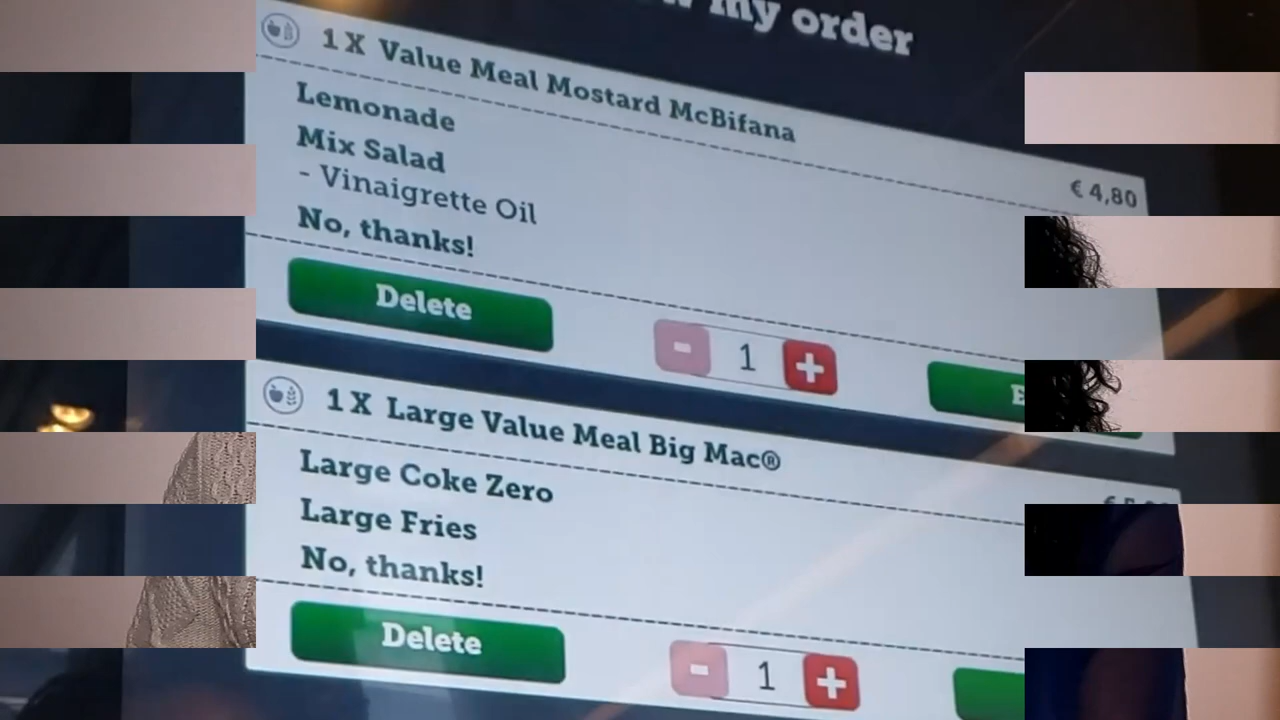 my order
1 X Value Meal Mostard McBifana
€ 4,80
Lemonade
Mix Salad
- Vinaigrette Oil
No, thanks!
Delete
- 1 +
1 X Large Value Meal Big Mac®
Large Coke Zero
Large Fries
No, thanks!
Delete
- 1 +